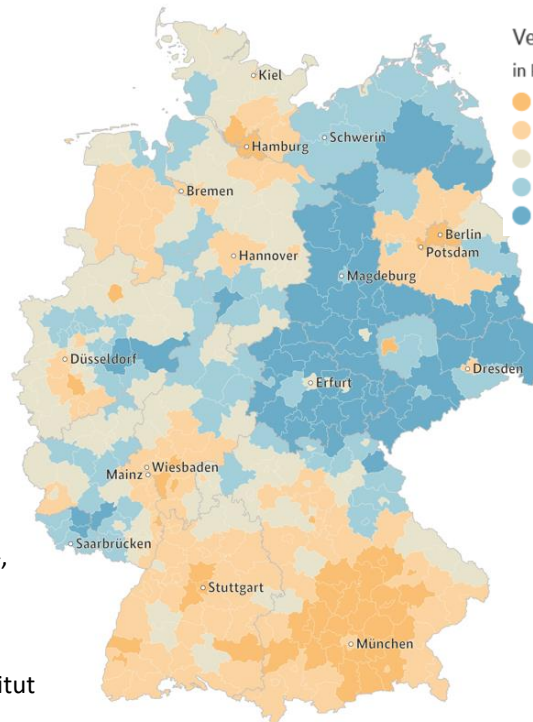 Kiel
Schwerin
Hamburg
Bremen
Berlin
Potsdam
Hannover
Magdeburg
Düsseldorf
Erfurt
Dresden
Wiesbaden
Mainz
Saarbrücken
Stuttgart
München
Ve
in
,
itut